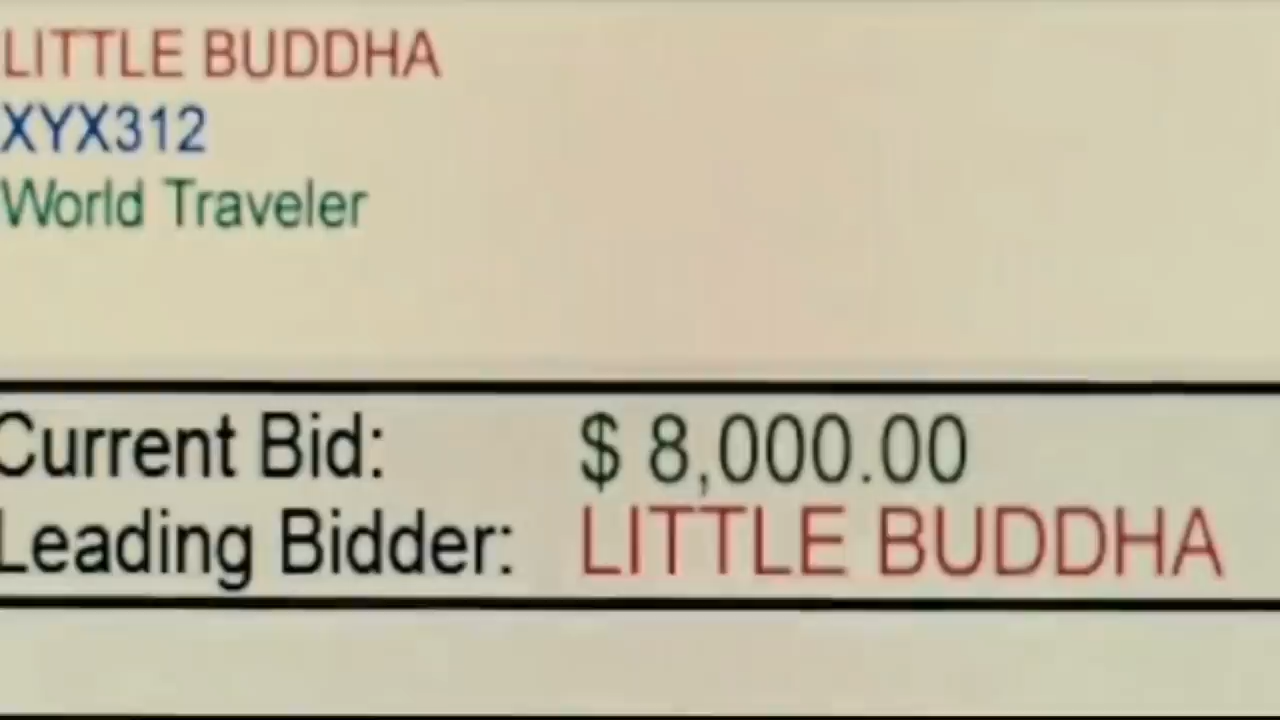 LITTLE BUDDHA
XYX312
World Traveler
Current Bid: $ 8,000.00
Leading Bidder: LITTLE BUDDHA